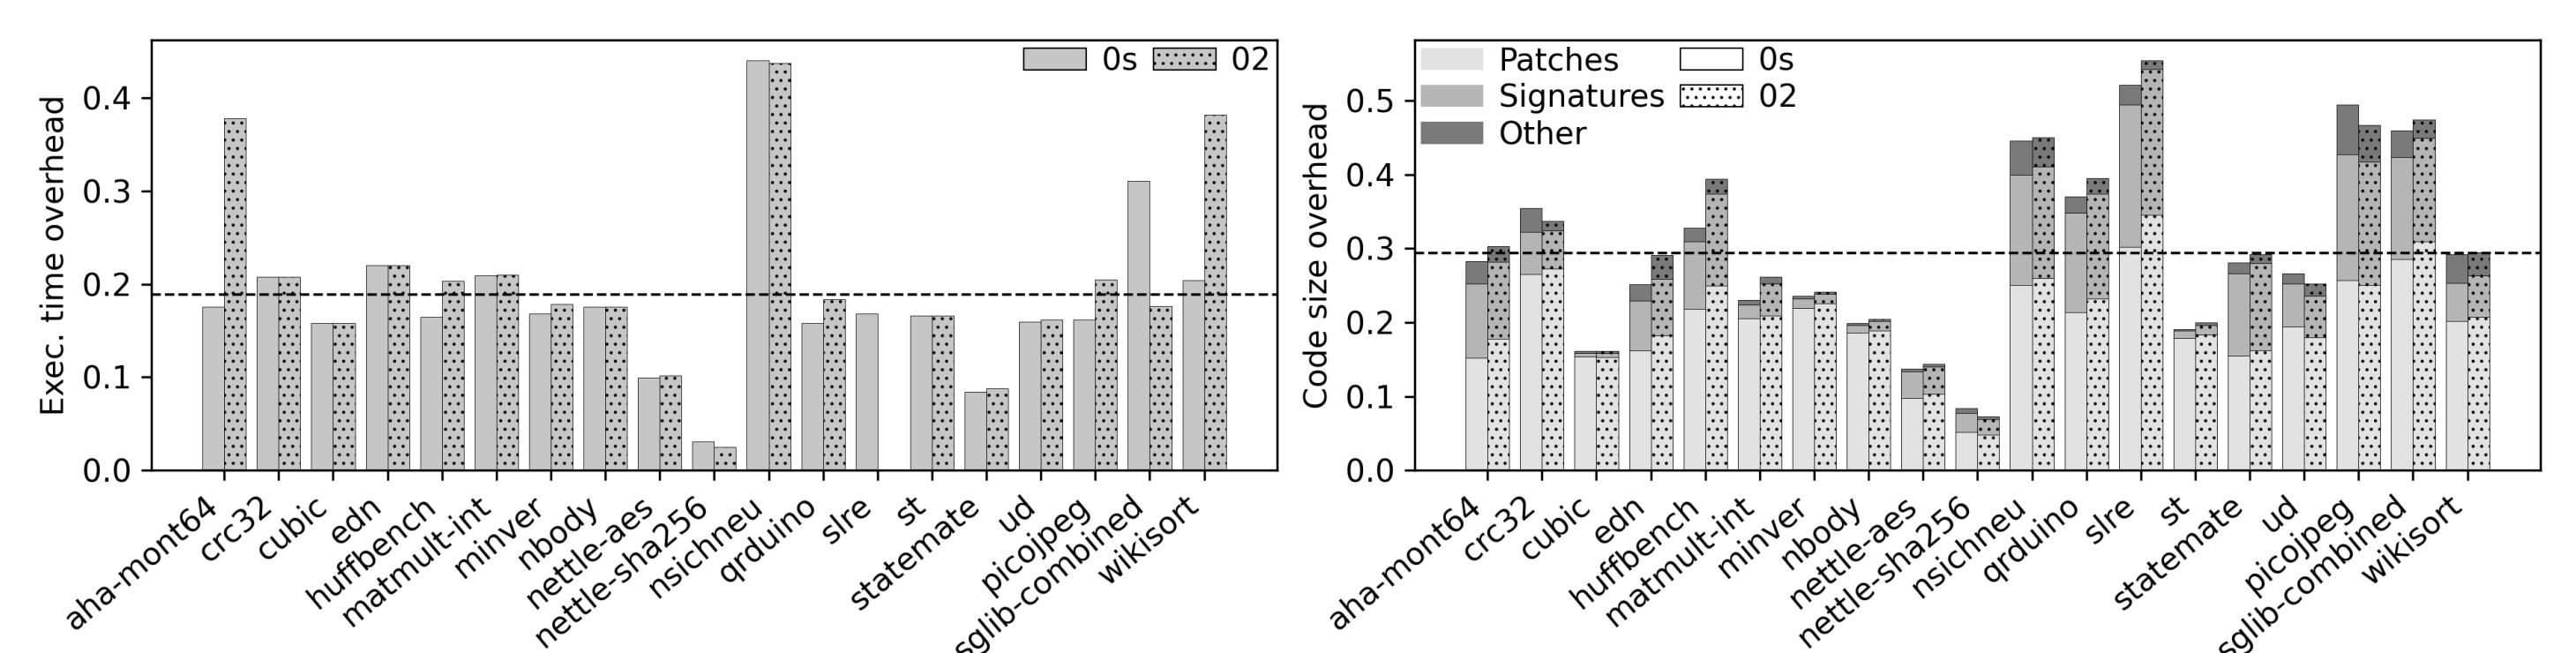 Exec. time overhead
0.4
0.3
0.2
0.1
0.0
0s 02
aha-mont64
crc32
cubic
edn
huffbench
matmult-int
minver
nbody
nettle-aes
nettle-sha256
nsichneu
qrduino
slre
st
statemate
ud
picojpeg
sglib-combined
wikisort
Code size overhead
0.5
0.4
0.3
0.2
0.1
0.0
Patches 0s
Signatures 02
Other
aha-mont64
crc32
cubic
edn
huffbench
matmult-int
minver
nbody
nettle-aes
nettle-sha256
nsichneu
qrduino
slre
st
statemate
ud
picojpeg
sglib-combined
wikisort